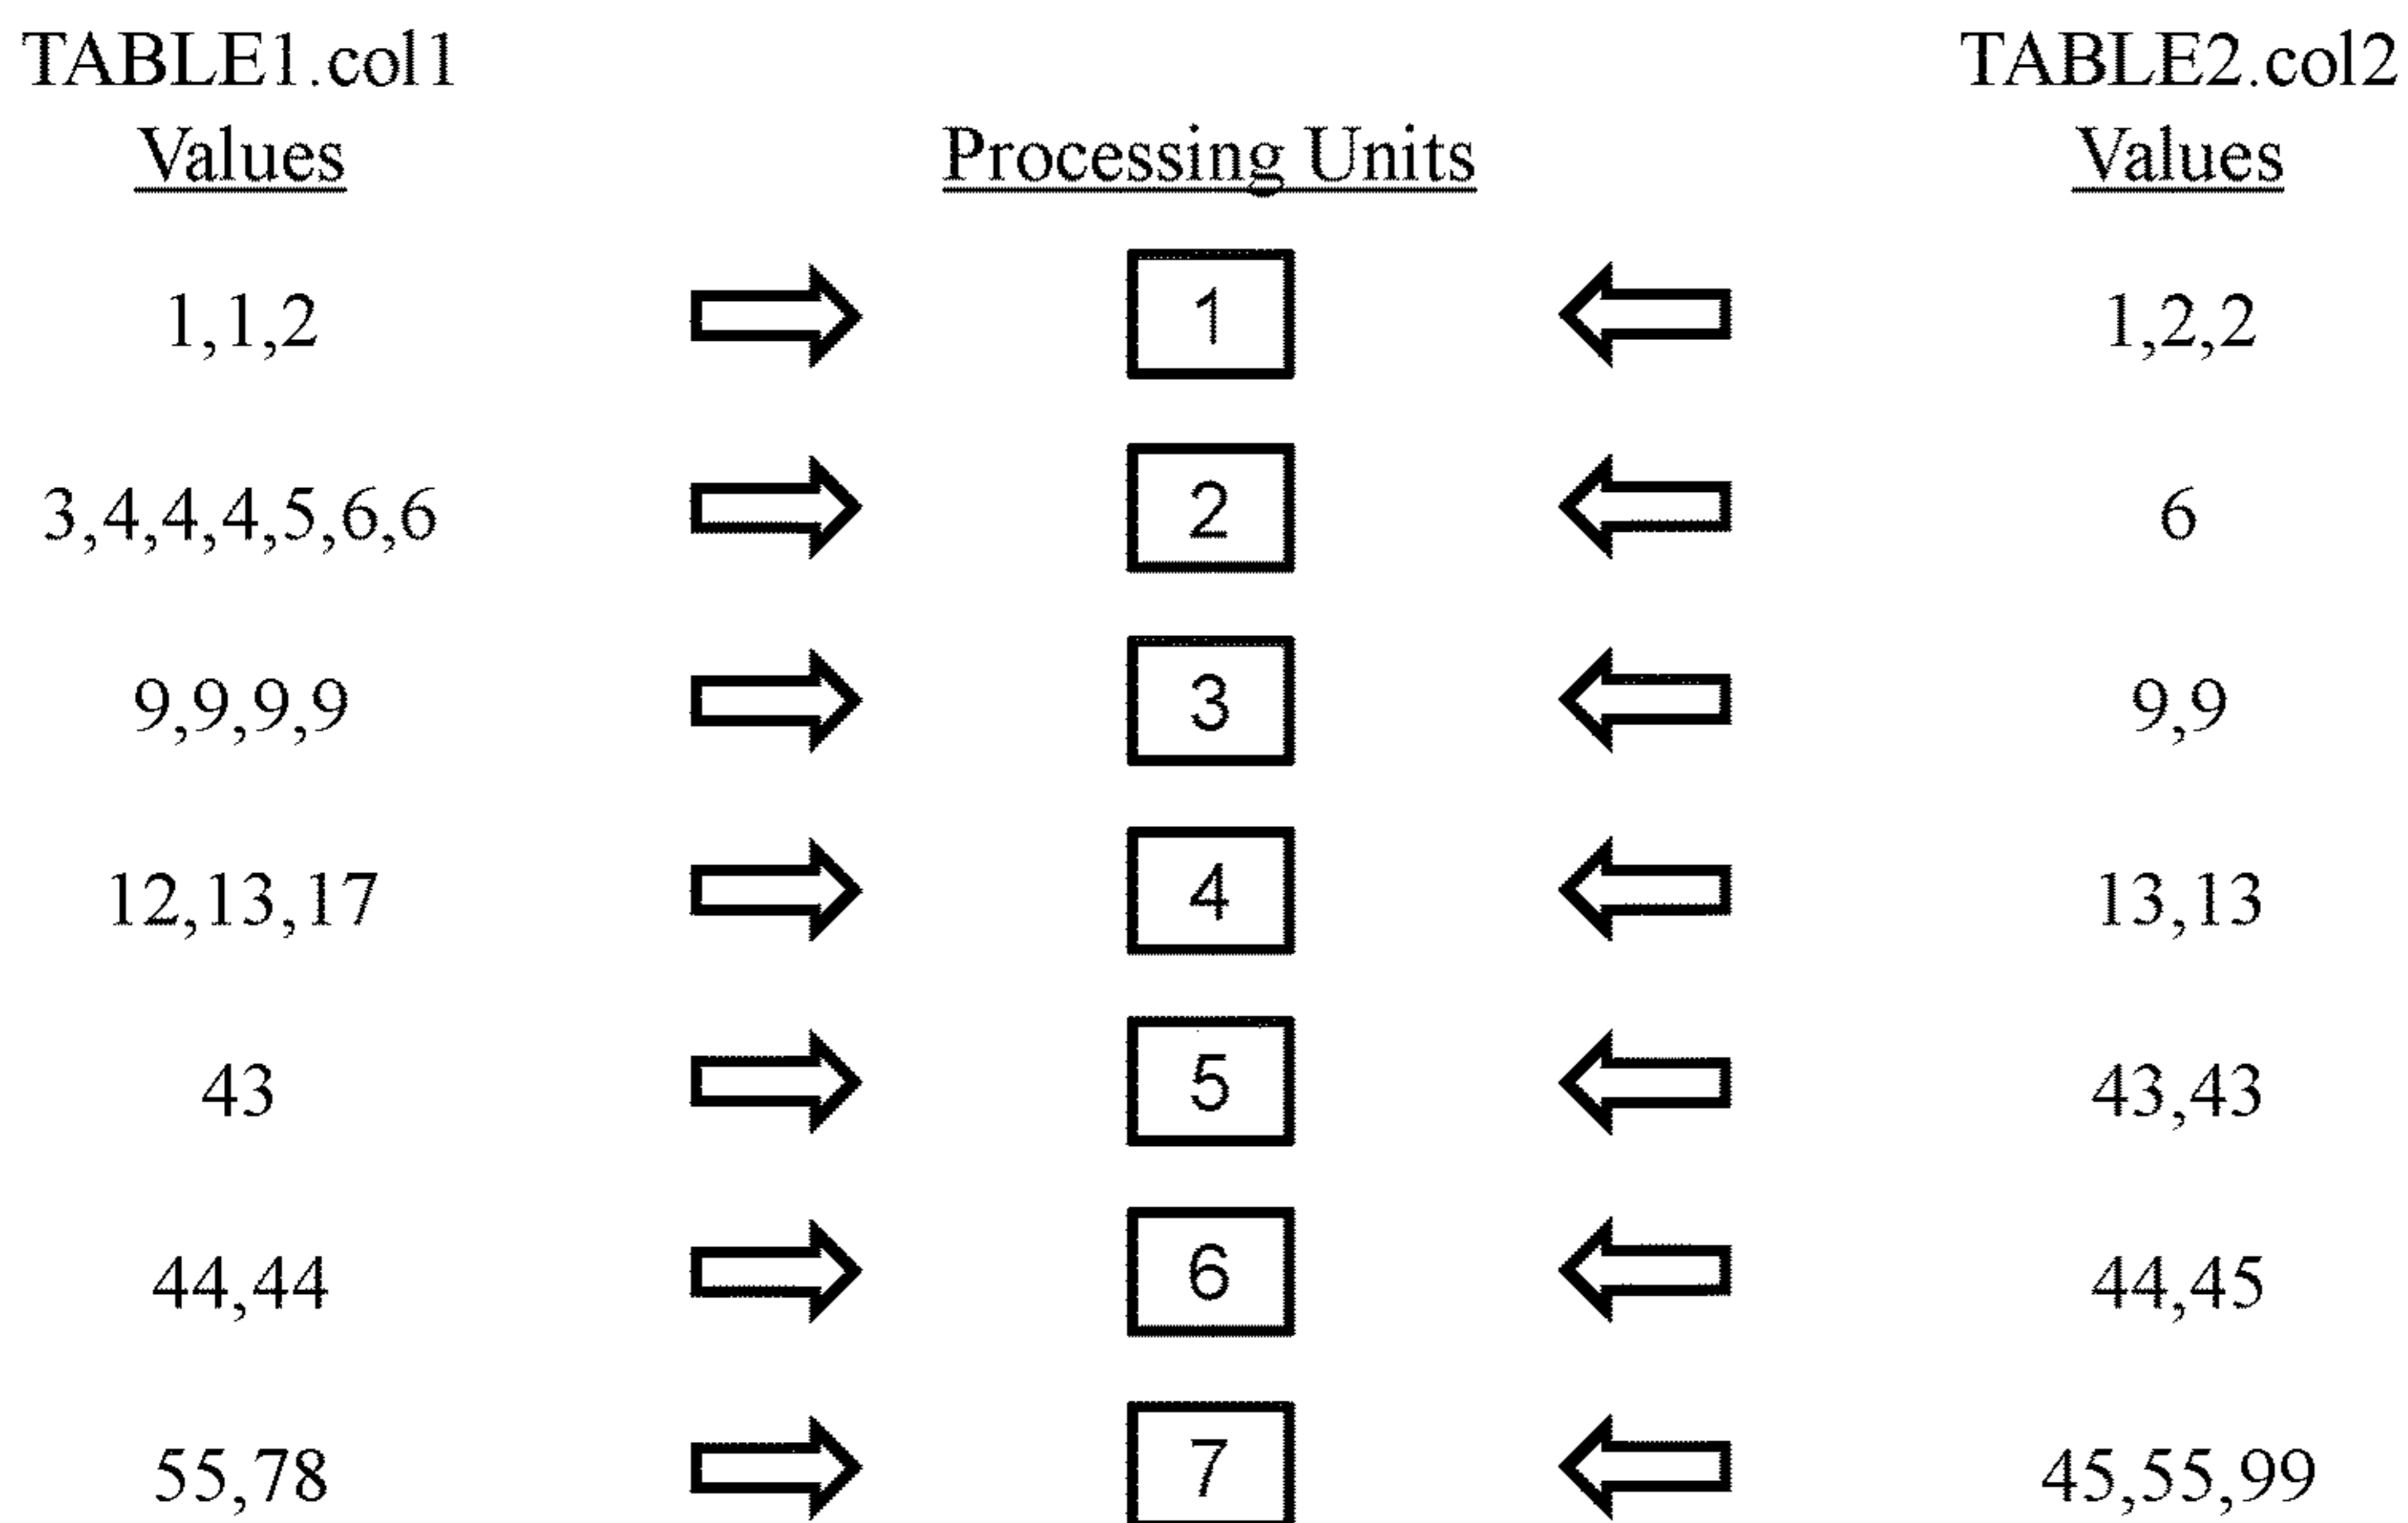 TABLE1.col1 TABLE2.col2
Values Processing Units Values
1,1,2 1 1,2,2
3,4,4,4,5,6,6 2 6
9,9,9,9 3 9,9
12,13,17 4 13,13
43 5 43,43
44,44 6 44,45
55,78 7 45,55,99